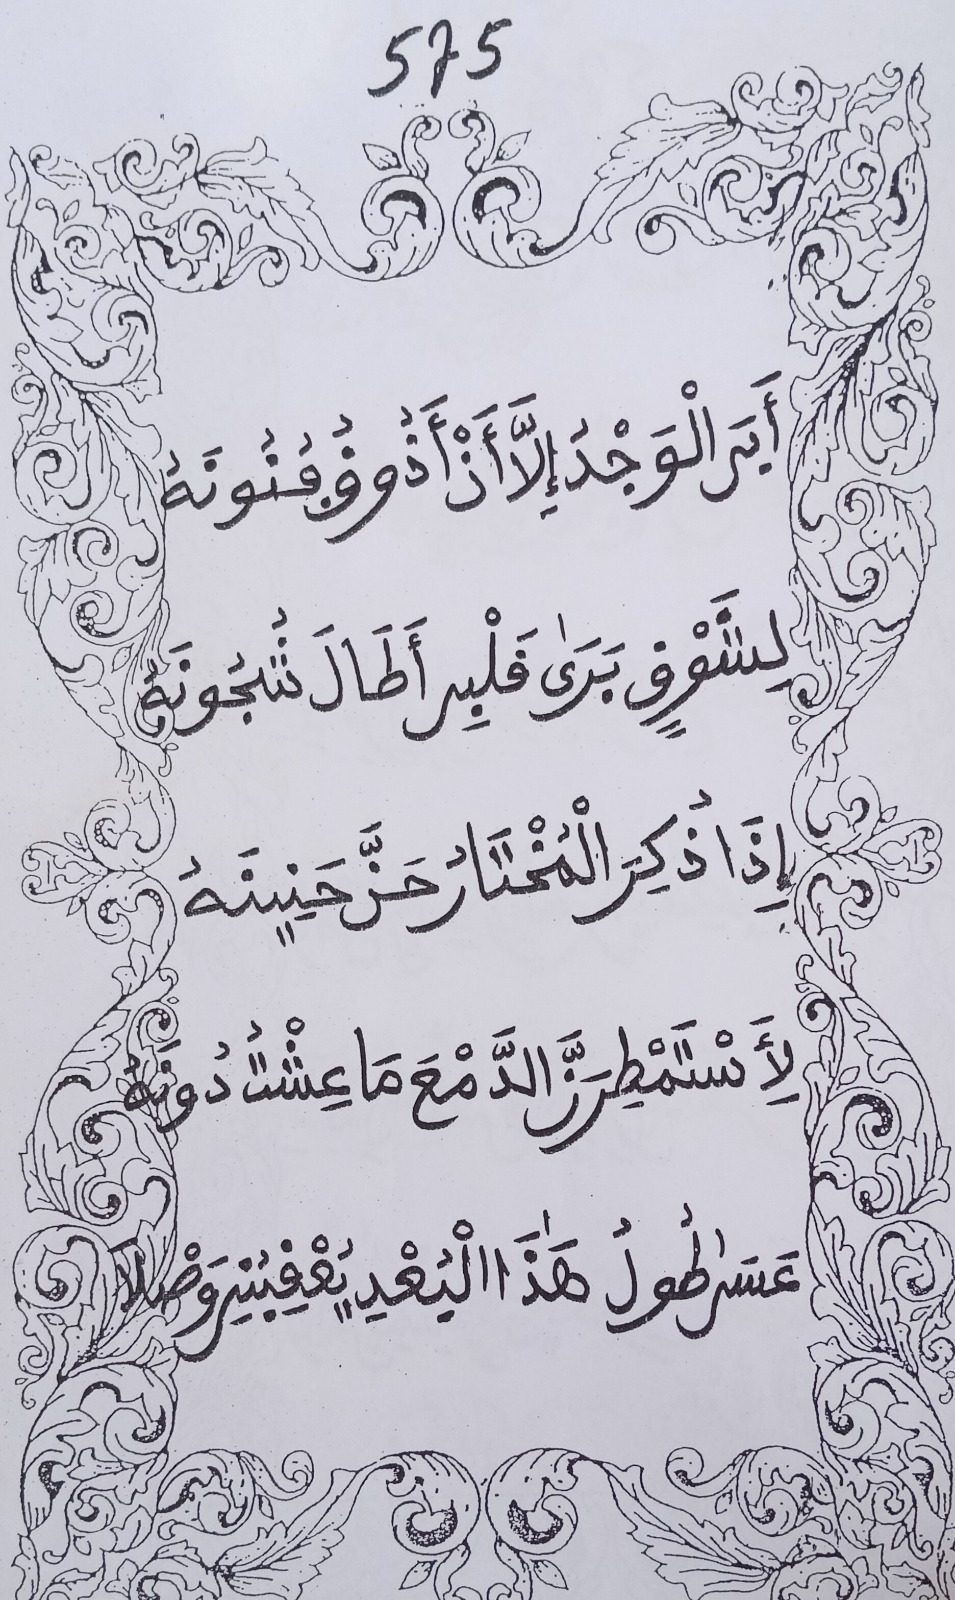 575
أَبَى الْوَجْدُ إِلَّا أَنْ أَذُوقَ فُنُونَهُ
لِشَوْقٍ بَرَىٰ قَلْبِي أَطَالَ شُجُونَهُ
إِذَا ذُكِرَ الْمُخْتَارُ حَنَّ حَنِينَهُ
لِأَسْتَمْطِرَنَّ الدَّمْعَ مَا عِشْتُ دُونَهُ
عَسَىٰ طُولُ هَٰذَا الْبُعْدِ يُعْقِبُنِي وَصْلَا